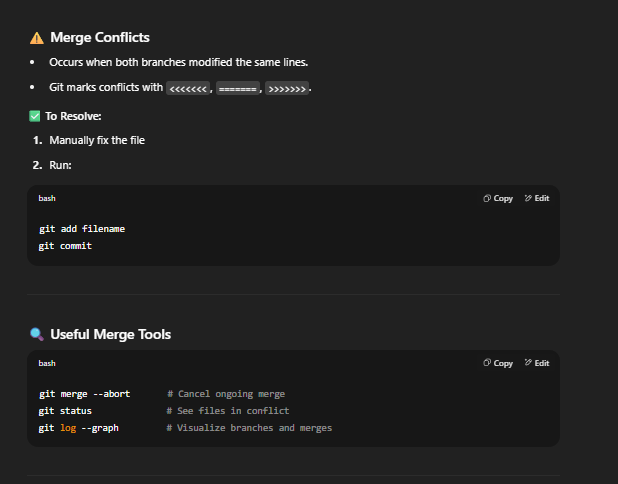 ⚠️ Merge Conflicts
• Occurs when both branches modified the same lines.
• Git marks conflicts with <<<<<<<, =======, >>>>>>>.
✅ To Resolve:
1. Manually fix the file
2. Run:
bash Copy Edit
git add filename
git commit
🔍 Useful Merge Tools
bash Copy Edit
git merge --abort # Cancel ongoing merge
git status # See files in conflict
git log --graph # Visualize branches and merges